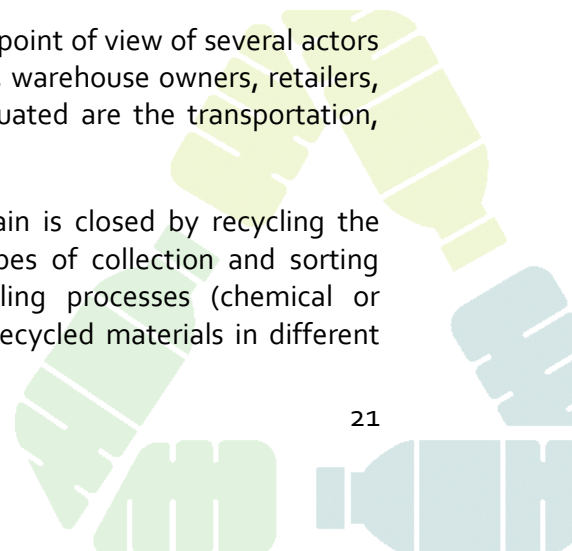 point of view of several actors
warehouse owners, retailers,
uated are the transportation,
ain is closed by recycling the
pes of collection and sorting
ling processes (chemical or
ecycled materials in different
21